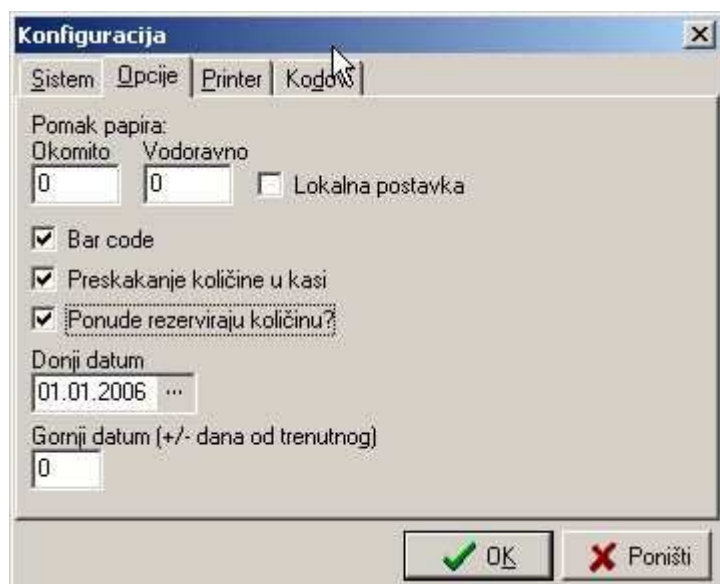 Konfiguracija
Sistem Opcije Printer Kodovi
Pomak papira:
Okomito Vodoravno
0 0 Lokalna postavka
Bar code
Preskakanje količine u kasi
Ponude rezerviraju količinu?
Donji datum
01.01.2006 ...
Gornji datum (+/- dana od trenutnog)
0
OK Poništi